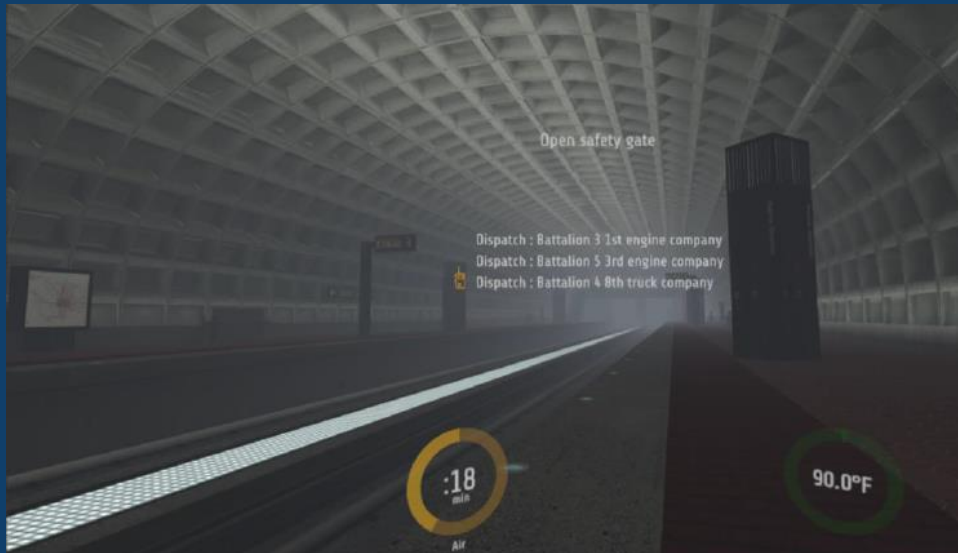 Open safety gate
Dispatch : Battalion 3 1st engine company
Dispatch : Battalion 5 3rd engine company
Dispatch : Battalion 4 8th truck company
:18
min
Air
90.0°F